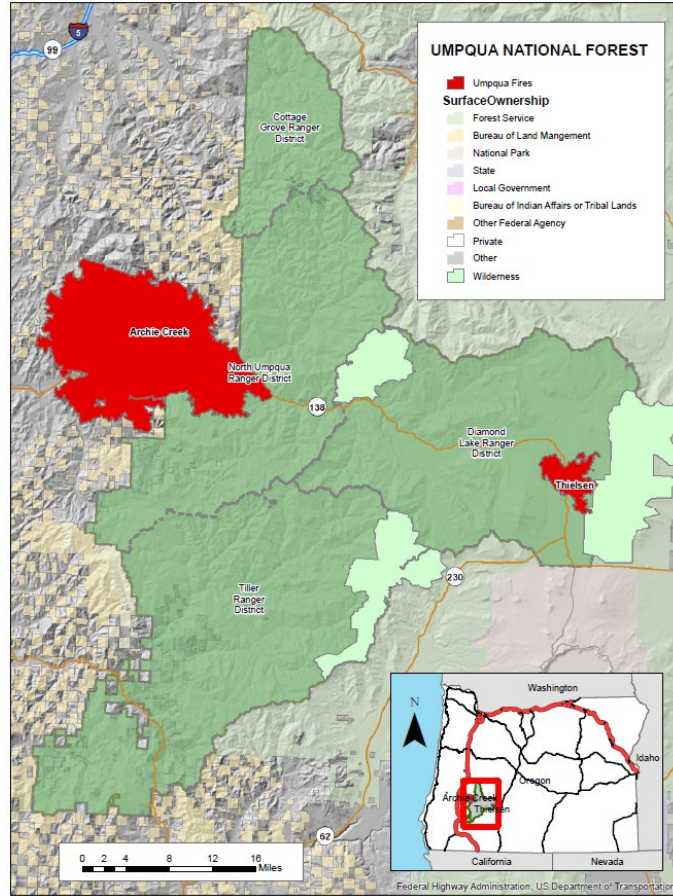 5
99
UMPQUA NATIONAL FOREST
Umpqua Fires
SurfaceOwnership
Forest Service
Bureau of Land Mangement
National Park
State
Local Government
Bureau of Indian Affairs or Tribal Lands
Other Federal Agency
Private
Other
Wilderness
Cottage
Grove Ranger
District
Archie Creek
North Umpqua
Ranger District
138
Diamond
Lake Ranger
District
Thielsen
Tiller
Ranger
District
230
62
0 2 4 8 12 16
Miles
N
Washington
Idaho
Oregon
Archie Creek
Thielsen
California
Nevada
Federal Highway Administration, US Department of Transportation